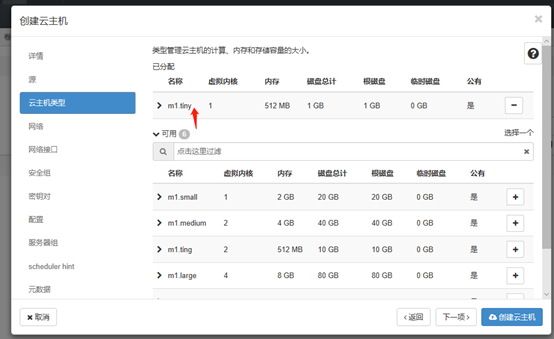 创建云主机 ×
详情
源
云主机类型
网络
网络接口
安全组
密钥对
配置
服务器组
scheduler hint
元数据
类型管理云主机的计算、内存和存储容量的大小。
已分配
名称 虚拟内核 内存 磁盘总计 根磁盘 临时磁盘 公有
m1.tiny 1 512 MB 1 GB 1 GB 0 GB 是
可用 6 选择一个
点击这里过滤
名称 虚拟内核 内存 磁盘总计 根磁盘 临时磁盘 公有
m1.small 1 2 GB 20 GB 20 GB 0 GB 是
m1.medium 2 4 GB 40 GB 40 GB 0 GB 是
m1.ting 2 512 MB 10 GB 10 GB 0 GB 是
m1.large 4 8 GB 80 GB 80 GB 0 GB 是
取消 返回 下一项 创建云主机